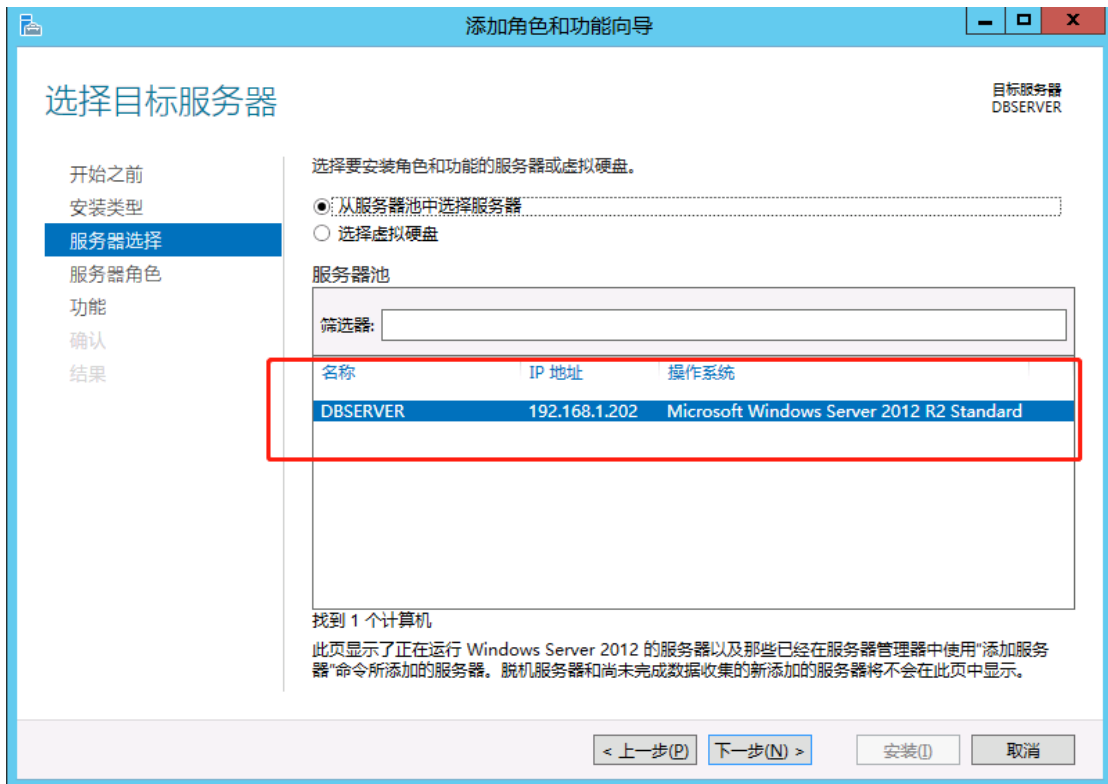 添加角色和功能向导
选择目标服务器
目标服务器
DBSERVER
开始之前
安装类型
服务器选择
服务器角色
功能
确认
结果
选择要安装角色和功能的服务器或虚拟硬盘。
从服务器池中选择服务器
选择虚拟硬盘
服务器池
筛选器:
名称 IP 地址 操作系统
DBSERVER 192.168.1.202 Microsoft Windows Server 2012 R2 Standard
找到 1 个计算机
此页显示了正在运行 Windows Server 2012 的服务器以及那些已经在服务器管理器中使用"添加服务
器"命令所添加的服务器。脱机服务器和尚未完成数据收集的新添加的服务器将不会在此页中显示。
< 上一步(P) 下一步(N) > 安装(I) 取消